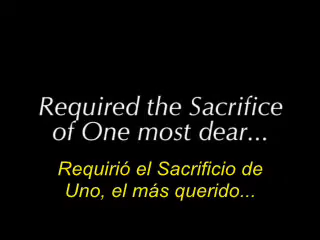 Required the Sacrifice
of One most dear...
Requirió el Sacrificio de
Uno, el más querido...